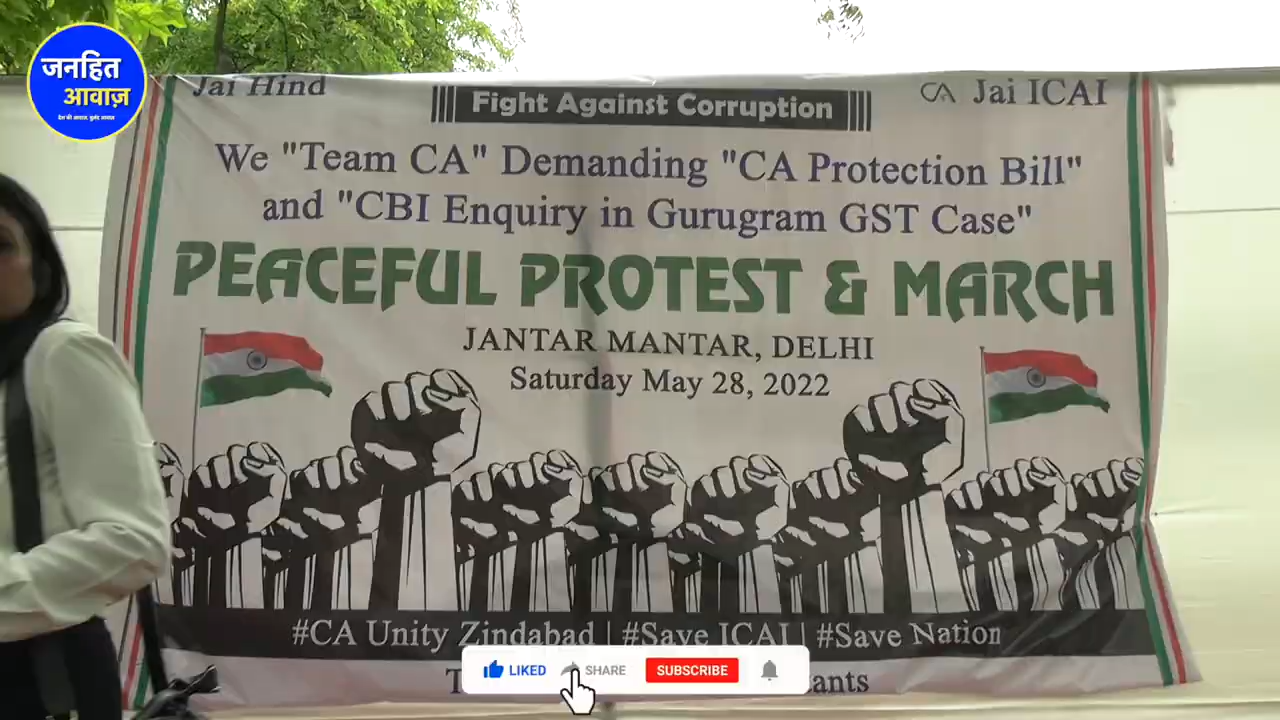 जनहित
आवाज़
Jai Hind
Fight Against Corruption
CA Jai ICAI
We "Team CA" Demanding "CA Protection Bill"
and "CBI Enquiry in Gurugram GST Case"
PEACEFUL PROTEST & MARCH
JANTAR MANTAR, DELHI
Saturday May 28, 2022
#CA Unity Zindabad | #Save ICAI | #Save Nation
LIKED SHARE SUBSCRIBE